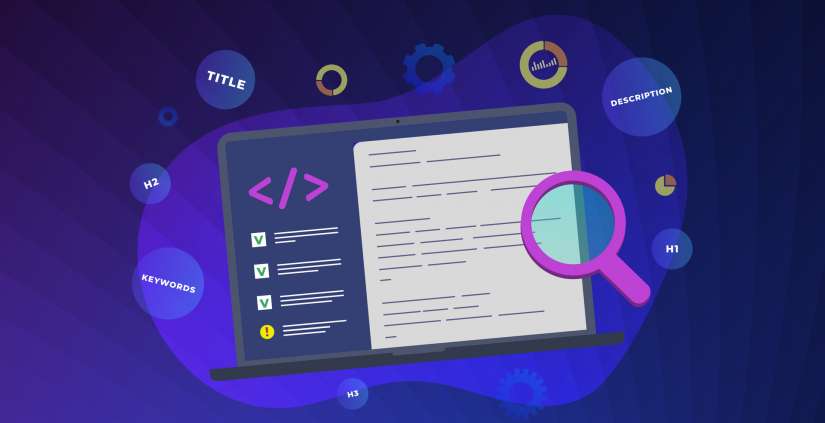 TITLE
DESCRIPTION
H2
</>
H1
KEYWORDS
!
H3